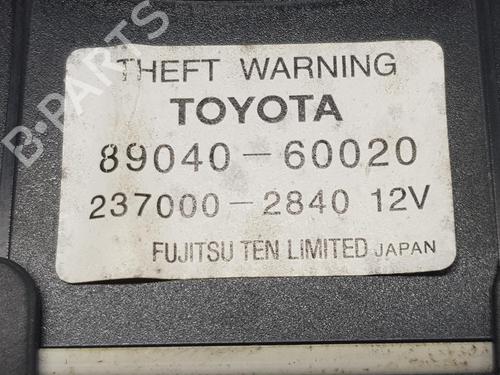 B-PARTS
THEFT WARNING
TOYOTA
89040-60020
237000-2840 12V
FUJITSU TEN LIMITED JAPAN